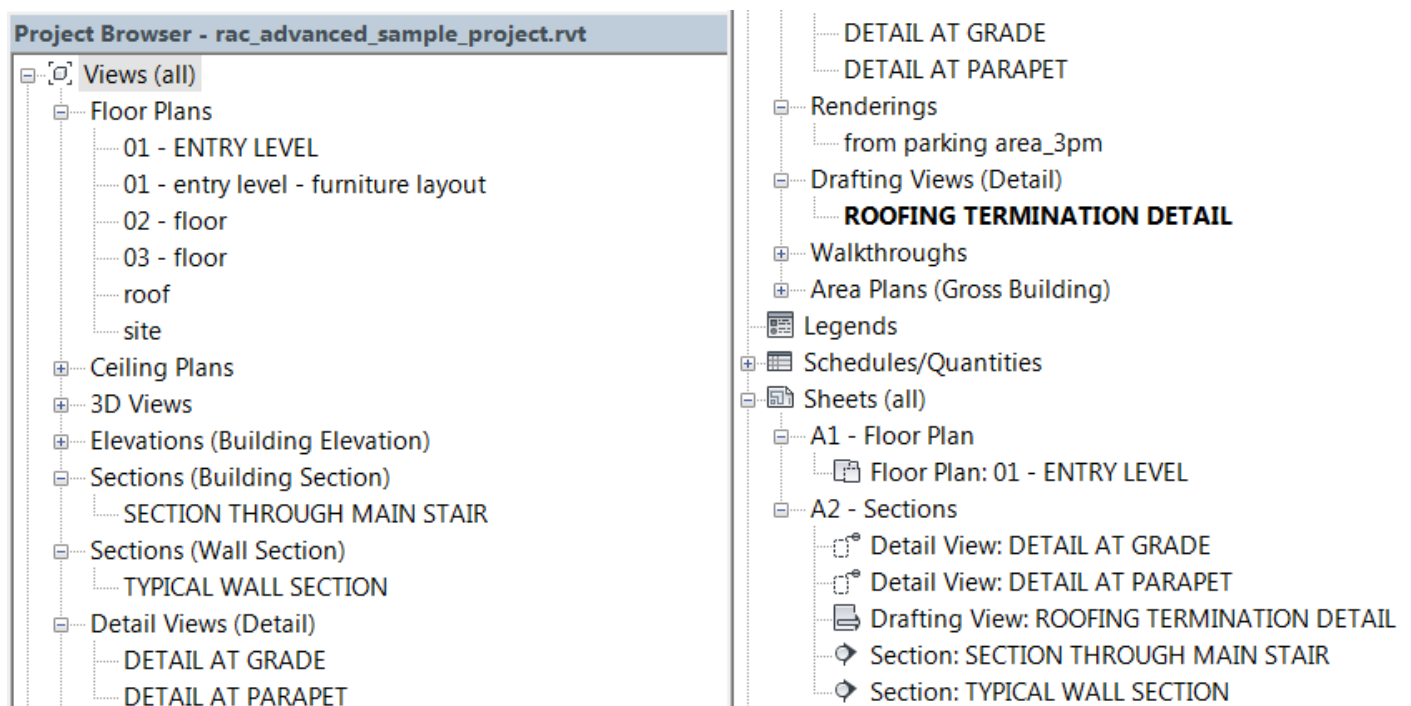 Project Browser - rac_advanced_sample_project.rvt
Views (all)
Floor Plans
01 - ENTRY LEVEL
01 - entry level - furniture layout
02 - floor
03 - floor
roof
site
Ceiling Plans
3D Views
Elevations (Building Elevation)
Sections (Building Section)
SECTION THROUGH MAIN STAIR
Sections (Wall Section)
TYPICAL WALL SECTION
Detail Views (Detail)
DETAIL AT GRADE
DETAIL AT PARAPET
DETAIL AT GRADE
DETAIL AT PARAPET
Renderings
from parking area_3pm
Drafting Views (Detail)
ROOFING TERMINATION DETAIL
Walkthroughs
Area Plans (Gross Building)
Legends
Schedules/Quantities
Sheets (all)
A1 - Floor Plan
Floor Plan: 01 - ENTRY LEVEL
A2 - Sections
Detail View: DETAIL AT GRADE
Detail View: DETAIL AT PARAPET
Drafting View: ROOFING TERMINATION DETAIL
Section: SECTION THROUGH MAIN STAIR
Section: TYPICAL WALL SECTION